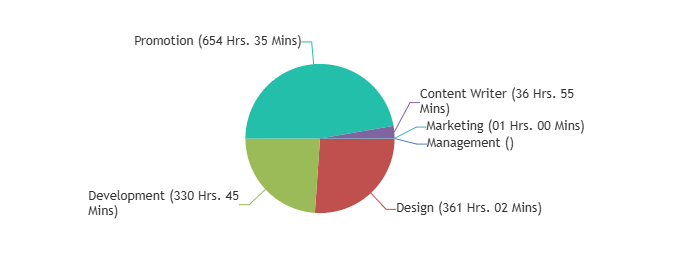 Promotion (654 Hrs. 35 Mins)
Content Writer (36 Hrs. 55
Mins)
Marketing (01 Hrs. 00 Mins)
Management ()
Development (330 Hrs. 45
Mins)
Design (361 Hrs. 02 Mins)